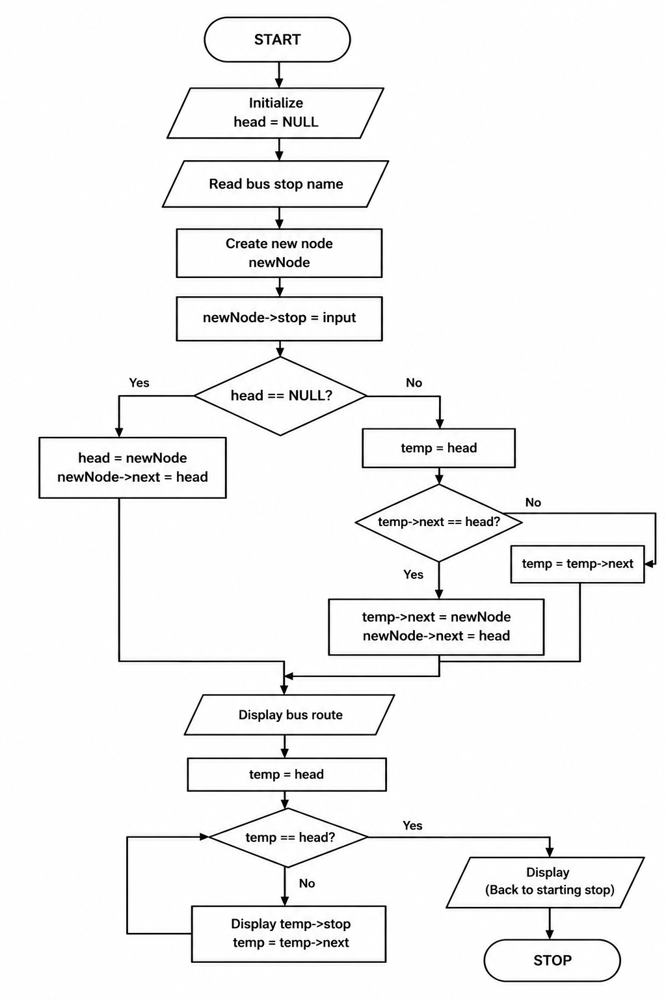 START
Initialize
head = NULL
Read bus stop name
Create new node
newNode
newNode->stop = input
head == NULL?
Yes
No
head = newNode
newNode->next = head
temp = head
temp->next == head?
No
temp = temp->next
Yes
temp->next = newNode
newNode->next = head
Display bus route
temp = head
temp == head?
Yes
No
Display temp->stop
temp = temp->next
Display
(Back to starting stop)
STOP